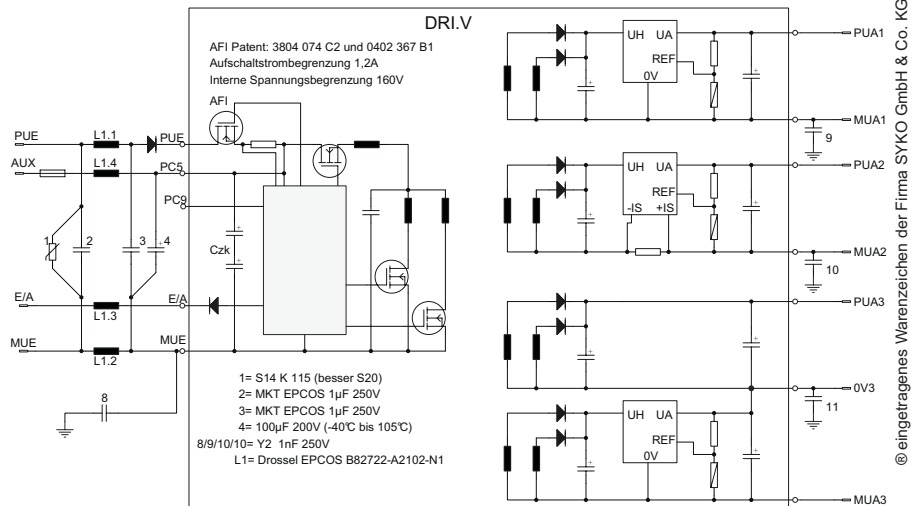 DRI.V
AFI Patent: 3804 074 C2 und 0402 367 B1
Aufschaltstrombegrenzung 1,2A
Interne Spannungsbegrenzung 160V
AFI
PUE
L1.1
PUE
AUX
L1.4
PC5
PC9
1
2
3
4
Czk
E/A
L1.3
E/A
MUE
L1.2
MUE
8
1= S14 K 115 (besser S20)
2= MKT EPCOS 1µF 250V
3= MKT EPCOS 1µF 250V
4= 100µF 200V (-40°C bis 105°C)
8/9/10/10= Y2 1nF 250V
L1= Drossel EPCOS B82722-A2102-N1
UH UA
REF
0V
PUA1
MUA1
9
UH UA
REF
-IS +IS
PUA2
MUA2
10
PUA3
0V3
11
UH UA
REF
0V
MUA3
® eingetragenes Warenzeichen der Firma SYKO GmbH & Co. KG